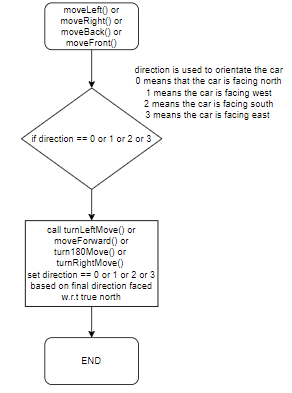 moveLeft() or
moveRight() or
moveBack() or
moveFront()
direction is used to orientate the car
0 means that the car is facing north
1 means the car is facing west
2 means the car is facing south
3 means the car is facing east
if direction == 0 or 1 or 2 or 3
call turnLeftMove() or
moveForward() or
turn180Move() or
turnRightMove()
set direction == 0 or 1 or 2 or 3
based on final direction faced
w.r.t true north
END